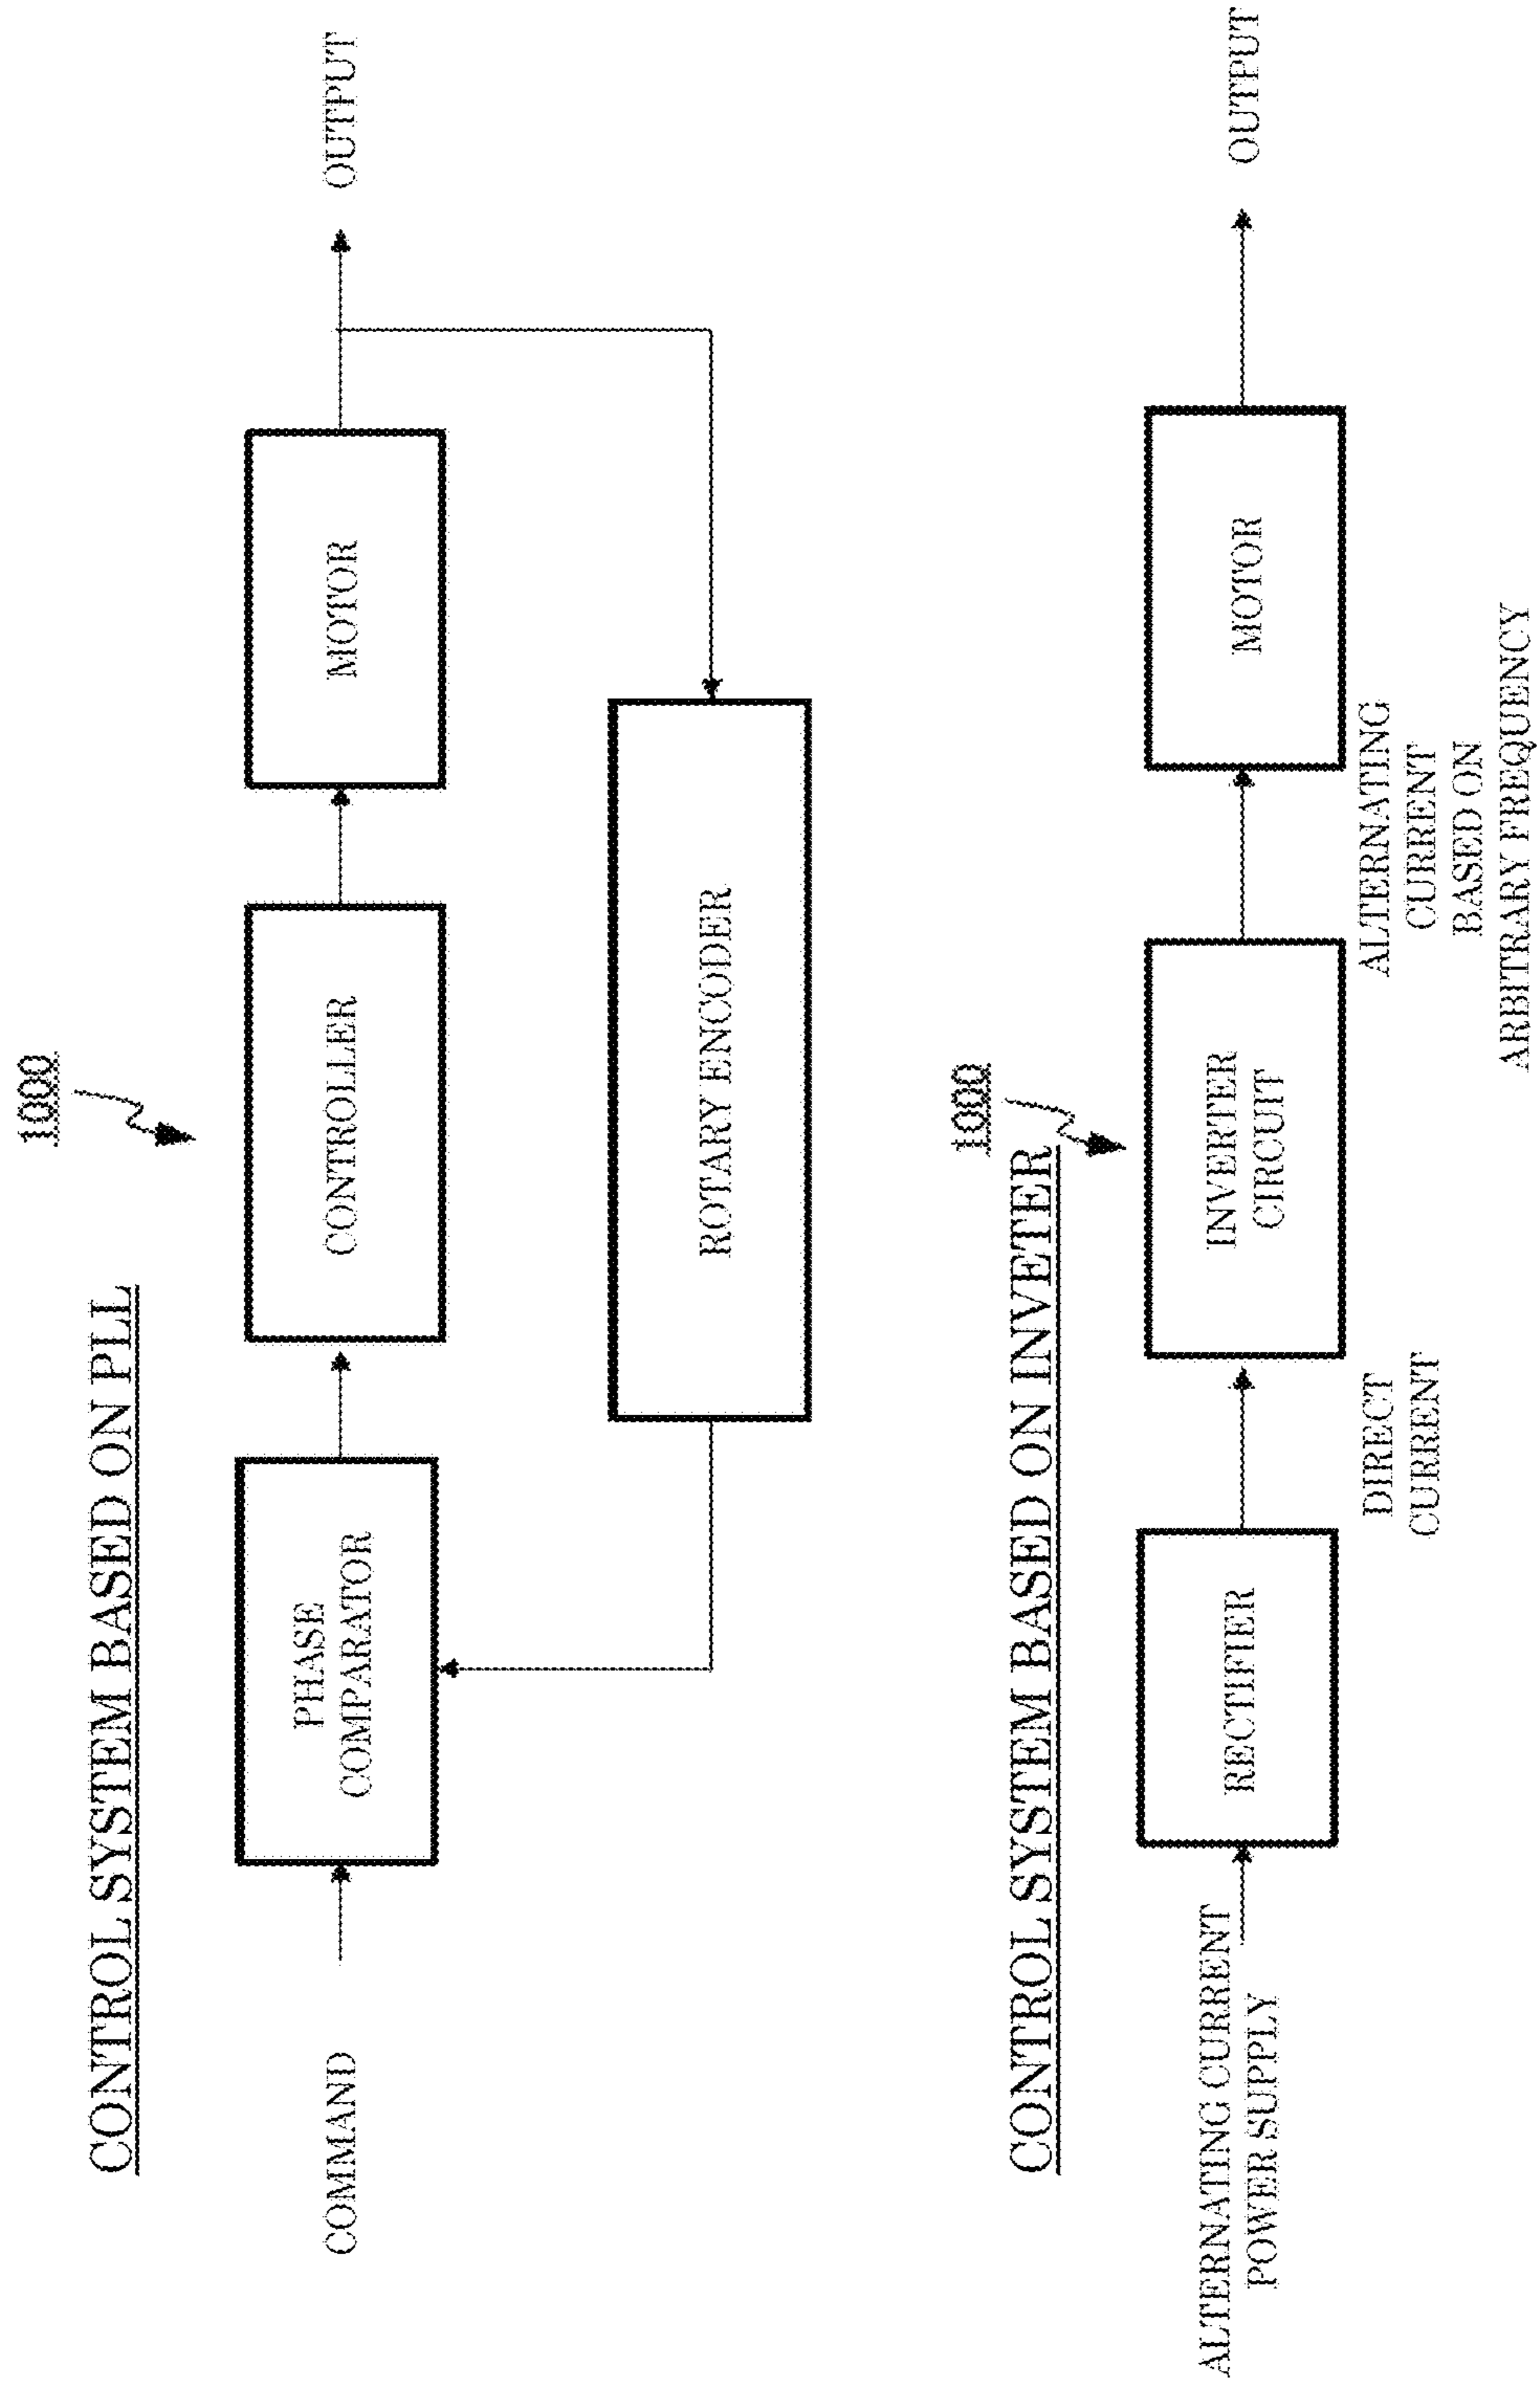 1000
CONTROL SYSTEM BASED ON PLL
COMMAND
PHASE
COMPARATOR
CONTROLLER
MOTOR
OUTPUT
ROTARY ENCODER
1000
CONTROL SYSTEM BASED ON INVETER
ALTERNATING CURRENT
POWER SUPPLY
RECTIFIER
DIRECT
CURRENT
INVERTER
CIRCUIT
ALTERNATING
CURRENT
BASED ON
ARBITRARY FREQUENCY
MOTOR
OUTPUT